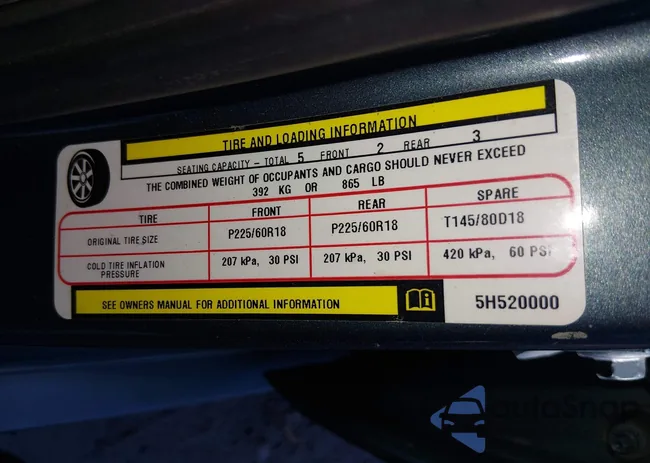 TIRE AND LOADING INFORMATION
SEATING CAPACITY - TOTAL 5 FRONT 2 REAR 3
THE COMBINED WEIGHT OF OCCUPANTS AND CARGO SHOULD NEVER EXCEED
392 KG OR 865 LB
TIRE FRONT REAR SPARE
ORIGINAL TIRE SIZE P225/60R18 P225/60R18 T145/80D18
COLD TIRE INFLATION PRESSURE 207 kPa, 30 PSI 207 kPa, 30 PSI 420 kPa, 60 PSI
SEE OWNERS MANUAL FOR ADDITIONAL INFORMATION 5H520000
AutoSnap